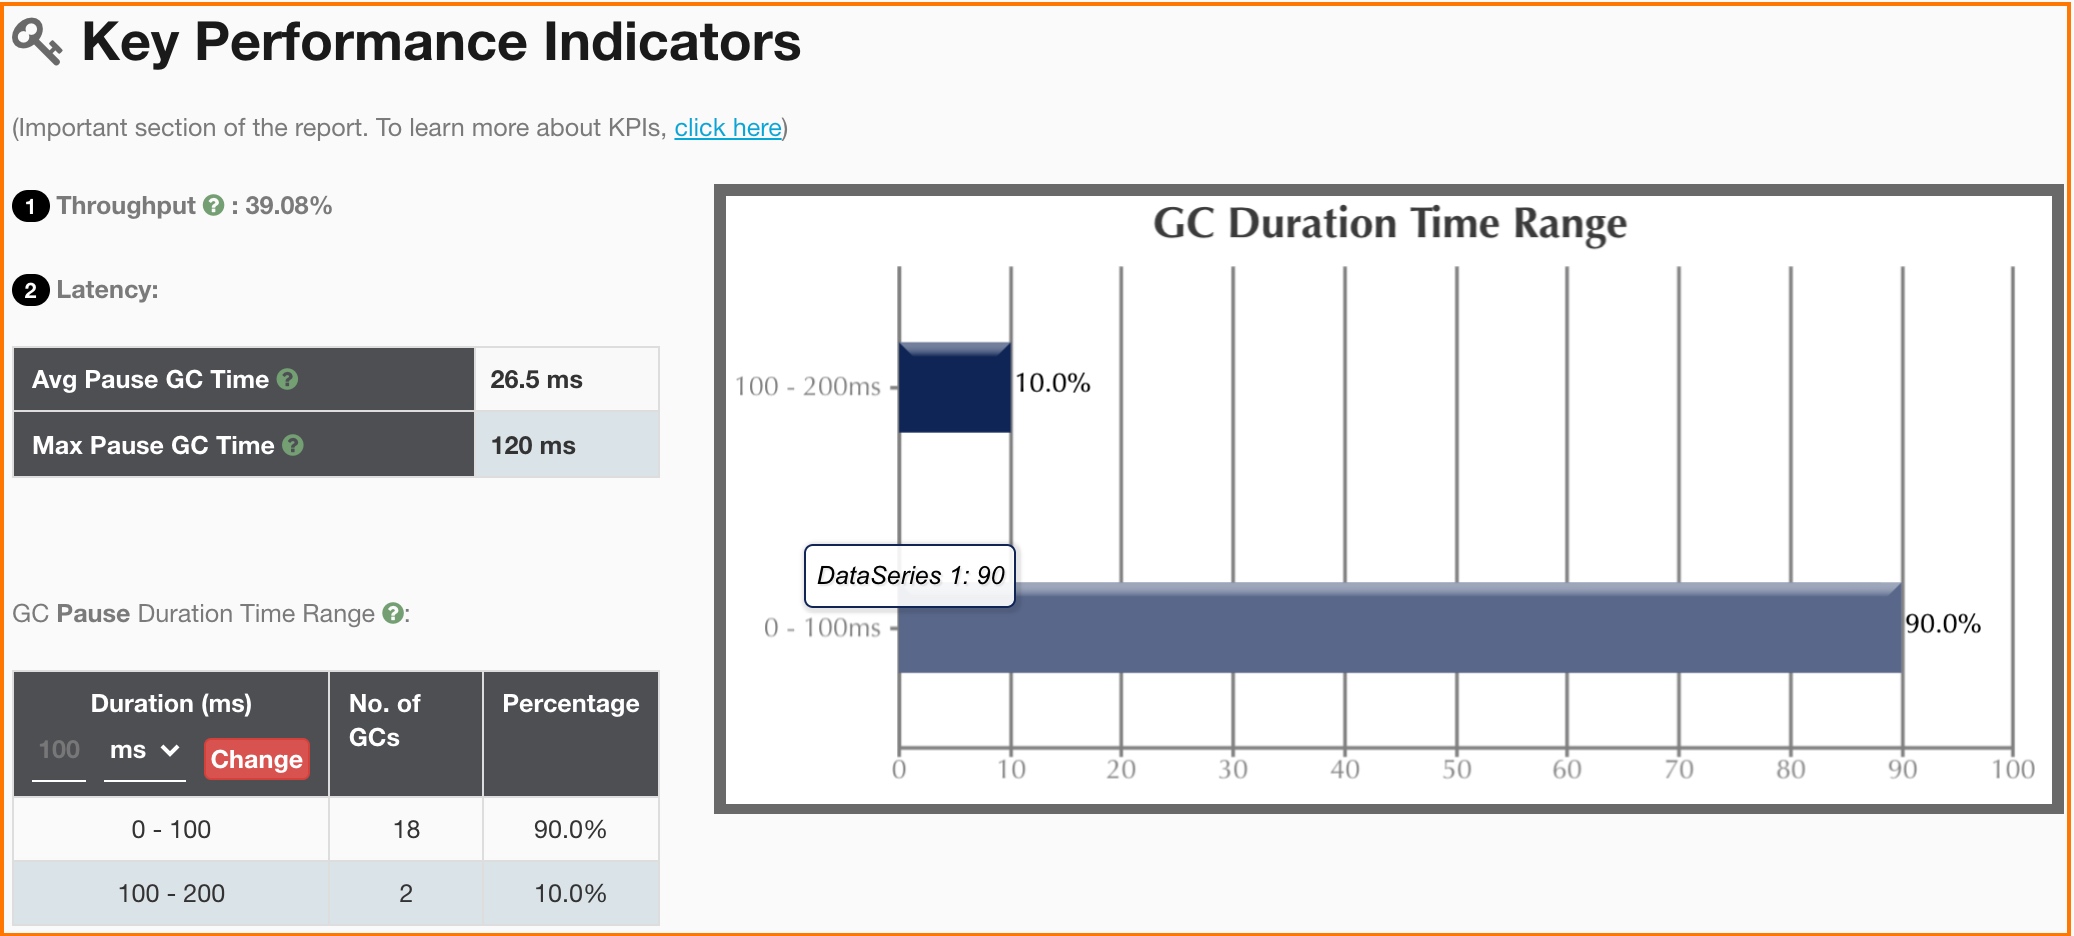 Key Performance Indicators
(Important section of the report. To learn more about KPIs, click here)
1 Throughput ? : 39.08%
2 Latency:
Avg Pause GC Time ? 26.5 ms
Max Pause GC Time ? 120 ms
GC Pause Duration Time Range ?:
Duration (ms) No. of GCs Percentage
100 ms Change
0 - 100 18 90.0%
100 - 200 2 10.0%
GC Duration Time Range
100 - 200ms 10.0%
DataSeries 1: 90
0 - 100ms 90.0%
0 10 20 30 40 50 60 70 80 90 100